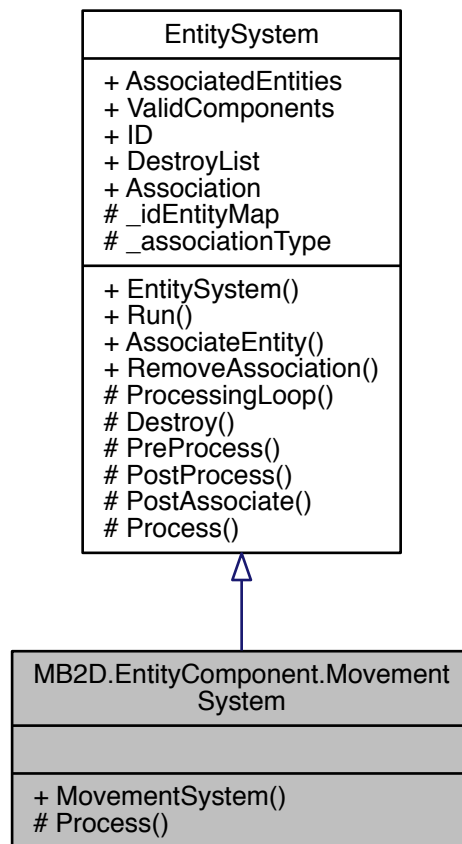 EntitySystem
+ AssociatedEntities
+ ValidComponents
+ ID
+ DestroyList
+ Association
# _idEntityMap
# _associationType
+ EntitySystem()
+ Run()
+ AssociateEntity()
+ RemoveAssociation()
# ProcessingLoop()
# Destroy()
# PreProcess()
# PostProcess()
# PostAssociate()
# Process()
MB2D.EntityComponent.Movement
System
+ MovementSystem()
# Process()